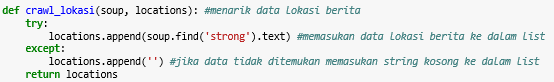 def crawl_lokasi(soup, locations): #menarik data lokasi berita
    try:
        locations.append(soup.find('strong').text) #memasukan data lokasi berita ke dalam list
    except:
        locations.append('') #jika data tidak ditemukan memasukan string kosong ke dalam list
    return locations